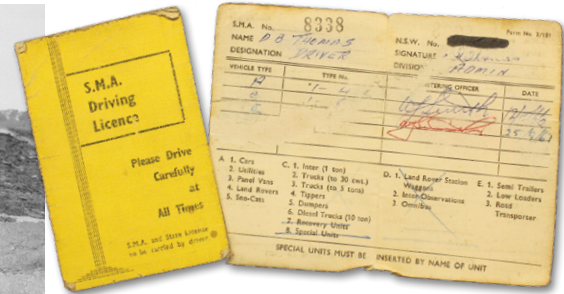 S.M.A.
Driving
Licence
Please Drive
Carefully
at
All Times
S.M.A. and State Licence
to be carried by driver
S.M.A. No. 8338
Form No. S/191
NAME D B THOMAS
N.S.W. No.
DESIGNATION DRIVER
SIGNATURE
DIVISION ADMIN
VEHICLE TYPE
TYPE No.
OFFICER
DATE
A 1. Cars
2. Utilities
3. Panel Vans
4. Land Rovers
5. Sno-Cats
C. 1. Inter (1 ton)
2. Trucks (to 30 cwt.)
3. Trucks (to 5 tons)
4. Tippers
5. Dumpers
6. Diesel Trucks (10 ton)
7. Recovery Units
8. Special Units
D. 1. Land Rover Station
Waggons
2. Inter Observations
3. Omnibus
E. 1. Semi Trailers
2. Low Loaders
3. Road
Transporter
SPECIAL UNITS MUST BE INSERTED BY NAME OF UNIT